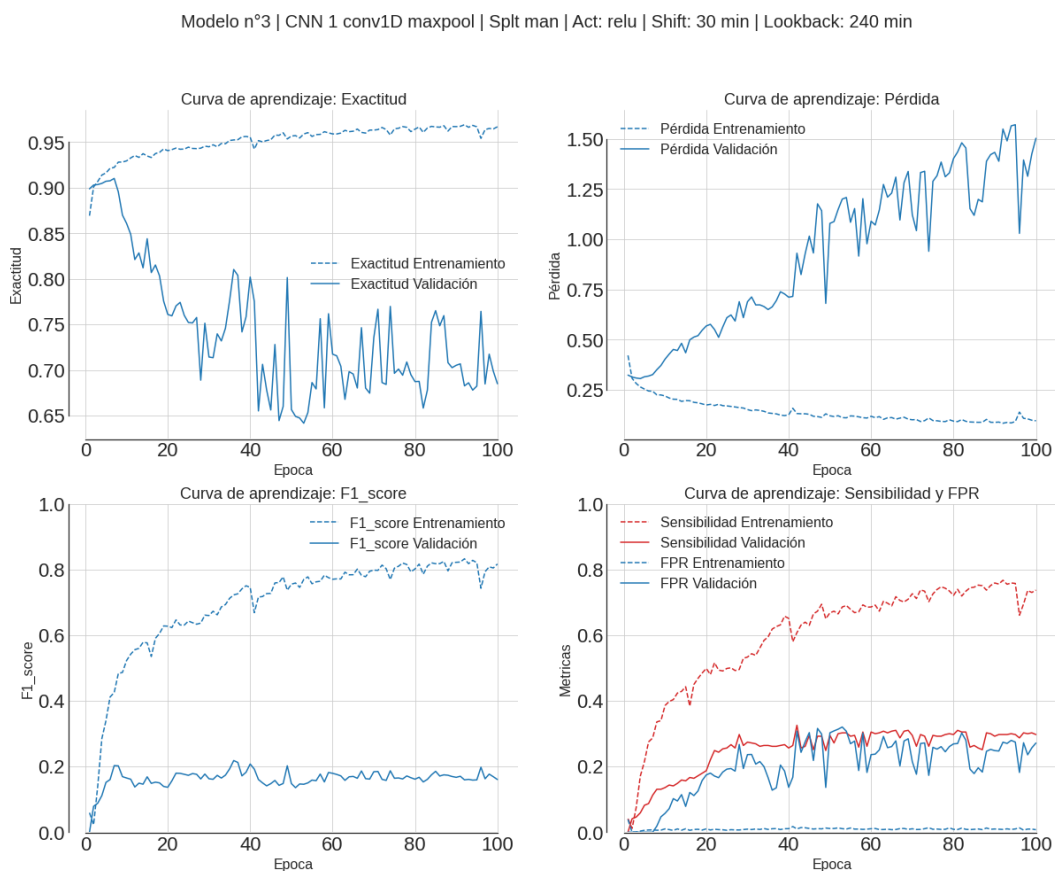 Modelo n°3 | CNN 1 conv1D maxpool | Splt man | Act: relu | Shift: 30 min | Lookback: 240 min
Curva de aprendizaje: Exactitud
0.95
0.90
0.85
0.80
0.75
0.70
0.65
Exactitud
Exactitud Entrenamiento
Exactitud Validación
0
20
40
60
80
100
Epoca
Curva de aprendizaje: Pérdida
1.50
1.25
1.00
0.75
0.50
0.25
Pérdida
Pérdida Entrenamiento
Pérdida Validación
0
20
40
60
80
100
Epoca
Curva de aprendizaje: F1_score
1.0
0.8
0.6
0.4
0.2
0.0
F1_score
F1_score Entrenamiento
F1_score Validación
0
20
40
60
80
100
Epoca
Curva de aprendizaje: Sensibilidad y FPR
1.0
0.8
0.6
0.4
0.2
0.0
Metricas
Sensibilidad Entrenamiento
Sensibilidad Validación
FPR Entrenamiento
FPR Validación
0
20
40
60
80
100
Epoca